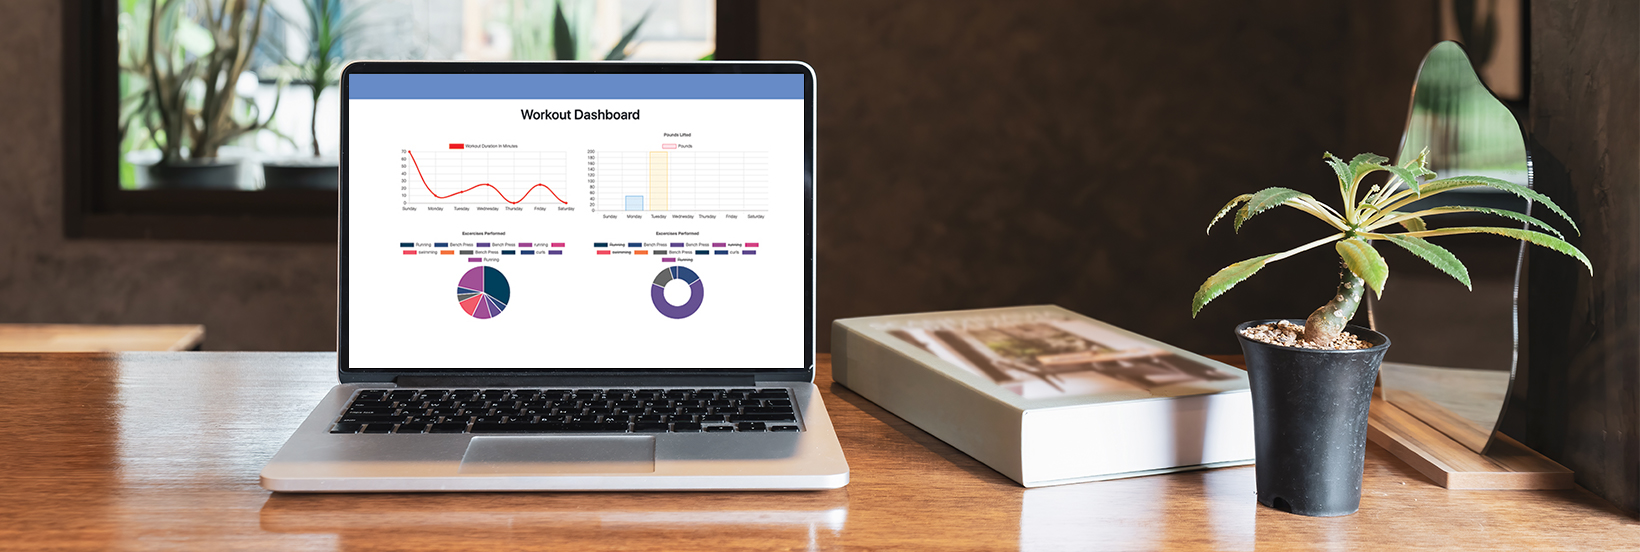 Workout Dashboard
Workout Duration In Minutes
70
60
50
40
30
20
10
0
Sunday Monday Tuesday Wednesday Thursday Friday Saturday
Pounds Lifted
Pounds
200
180
160
140
120
100
80
60
40
20
0
Sunday Monday Tuesday Wednesday Thursday Friday Saturday
Excercises Performed
Running Bench Press Bench Press running
swimming Bench Press curls
Running
Excercises Performed
Running Bench Press Bench Press running
swimming Bench Press curls
Running